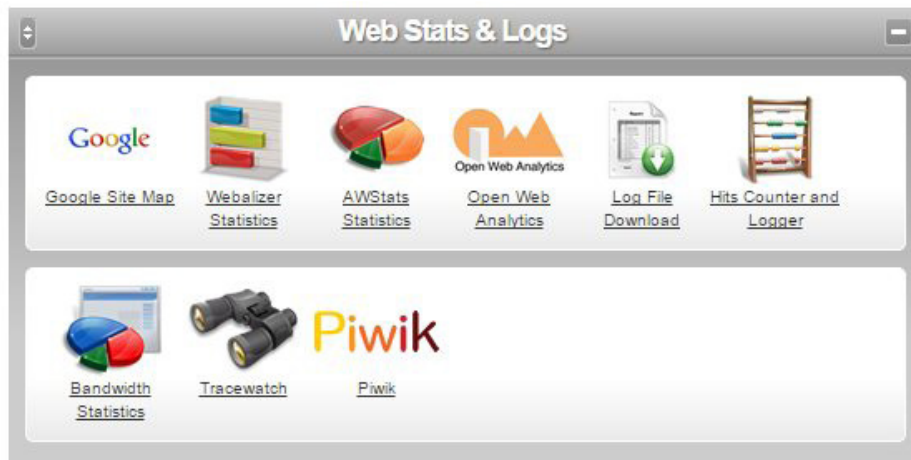 Web Stats & Logs
Google
Open Web Analytics
Google Site Map
Webalizer
Statistics
AWStats
Statistics
Open Web
Analytics
Log File
Download
Hits Counter and
Logger
Piwik
Bandwidth
Statistics
Tracewatch
Piwik